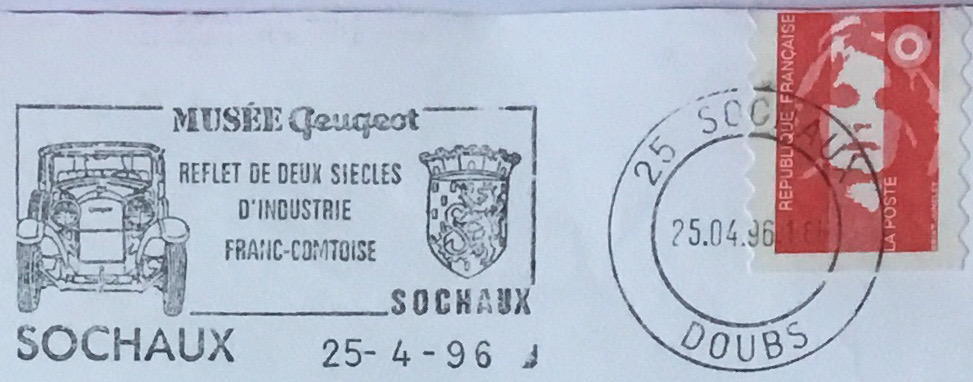 MUSÉE Peugeot
REFLET DE DEUX SIECLES
D'INDUSTRIE
FRANC-COMTOISE
SOCHAUX
SOCHAUX
25-4-96
25 SOCHAUX
25.04.96
DOUBS
REPUBLIQUE FRANÇAISE
LA POSTE